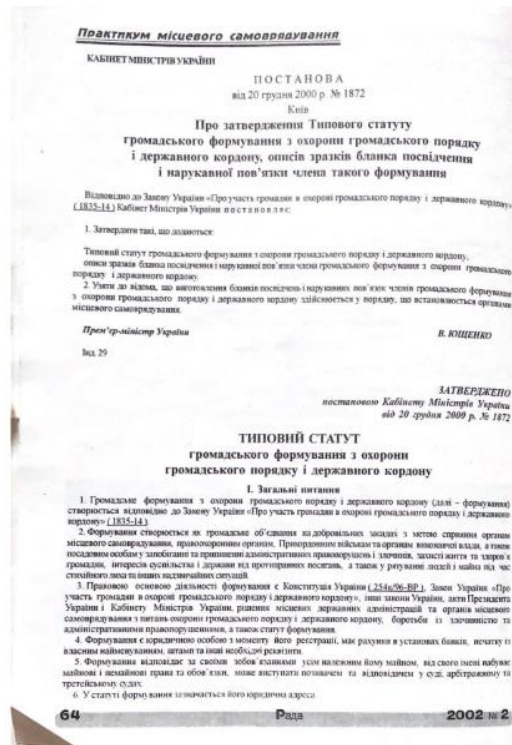 Практикум місцевого самоврядування
КАБІНЕТ МІНІСТРІВ УКРАЇНИ
ПОСТАНОВА
від 20 грудня 2000 р. № 1872
Київ
Про затвердження Типового статуту
громадського формування з охорони громадського порядку
і державного кордону, описів зразків бланка посвідчення
і нарукавної пов'язки члена такого формування
Відповідно до Закону України «Про участь громадян в охороні громадського порядку і державного кордону»
( 1835-14 ) Кабінет Міністрів України постановляє:
1. Затвердити такі, що додаються:
Типовий статут громадського формування з охорони громадського порядку і державного кордону,
описи зразків бланка посвідчення і нарукавної пов'язки члена громадського формування з охорони громадського
порядку і державного кордону.
2. Узяти до відома, що виготовлення бланків посвідчень і нарукавних пов'язок членів громадського формування
з охорони громадського порядку і державного кордону здійснюється у порядку, що встановлюється органами
місцевого самоврядування.
Прем'єр-міністр України В. ЮЩЕНКО
Інд. 29
ЗАТВЕРДЖЕНО
постановою Кабінету Міністрів України
від 20 грудня 2000 р. № 1872
ТИПОВИЙ СТАТУТ
громадського формування з охорони
громадського порядку і державного кордону
I. Загальні питання
1. Громадське формування з охорони громадського порядку і державного кордону (далі – формування)
створюється відповідно до Закону України «Про участь громадян в охороні громадського порядку і державного
кордону» ( 1835-14 ).
2. Формування створюється як громадське об'єднання на добровільних засадах з метою сприяння органам
місцевого самоврядування, правоохоронним органам, Прикордонним військам та органам виконавчої влади, а також
посадовим особам у запобіганні та припиненні адміністративних правопорушень і злочинів, захисті життя та здоров'я
громадян, інтересів суспільства і держави від протиправних посягань, а також у рятуванні людей і майна під час
стихійного лиха та інших надзвичайних ситуацій.
3. Правовою основою діяльності формування є Конституція України ( 254к/96-ВР ), Закон України «Про
участь громадян в охороні громадського порядку і державного кордону», інші закони України, акти Президента
України і Кабінету Міністрів України, рішення місцевих державних адміністрацій та органів місцевого
самоврядування з питань охорони громадського порядку і державного кордону, боротьби із злочинністю та
адміністративними правопорушеннями, а також статут формування.
4. Формування є юридичною особою з моменту його реєстрації, має рахунки в установах банків, печатку із
власним найменуванням, штамп та інші необхідні реквізити.
5. Формування відповідає за своїми зобов'язаннями усім належним йому майном, від свого імені набуває
майнові і немайнові права та обов'язки, може виступати позивачем та відповідачем у суді, арбітражному та
третейському судах.
6. У статуті формування зазначається його юридична адреса
64 Рада 2002 № 2